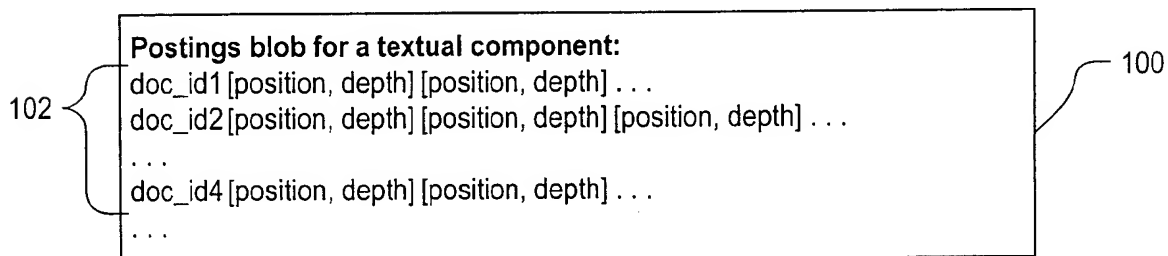 Postings blob for a textual component:
doc_id1 [position, depth] [position, depth] . . .
doc_id2 [position, depth] [position, depth] [position, depth] . . .
. . .
doc_id4 [position, depth] [position, depth] . . .
. . .
102
100